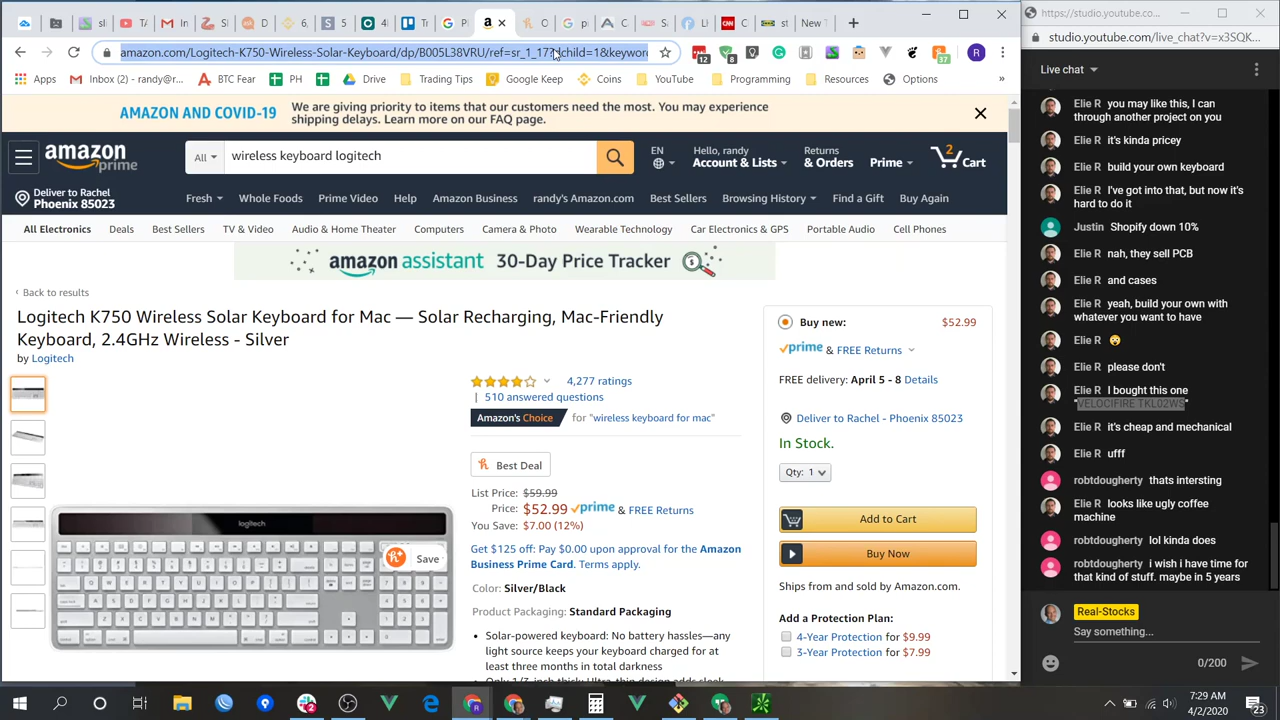 T
In
S
5
4
Tr
P
a
O
p
C
Li
CNN
st
New T
amazon.com/Logitech-K750-Wireless-Solar-Keyboard/dp/B005L38VRU/ref=sr_1_17?dchild=1&keyword
12
8
37
R
Apps
Inbox (2) - randy@r...
BTC Fear
PH
Drive
Trading Tips
Google Keep
Coins
YouTube
Programming
Resources
Options
»
AMAZON AND COVID-19
We are giving priority to items that our customers need the most. You may experience
shipping delays. Learn more on our FAQ page.
amazon
prime
All
wireless keyboard logitech
EN
Hello, randy
Account & Lists
Returns
& Orders
Prime
2
Cart
Deliver to Rachel
Phoenix 85023
Fresh
Whole Foods
Prime Video
Help
Amazon Business
randy's Amazon.com
Best Sellers
Browsing History
Find a Gift
Buy Again
All Electronics
Deals
Best Sellers
TV & Video
Audio & Home Theater
Computers
Camera & Photo
Wearable Technology
Car Electronics & GPS
Portable Audio
Cell Phones
amazon assistant 30-Day Price Tracker
‹ Back to results
Logitech K750 Wireless Solar Keyboard for Mac — Solar Recharging, Mac-Friendly
Keyboard, 2.4GHz Wireless - Silver
by Logitech
4,277 ratings
| 510 answered questions
Amazon's Choice for "wireless keyboard for mac"
Best Deal
List Price: $59.99
Price: $52.99 prime & FREE Returns
You Save: $7.00 (12%)
Get $125 off: Pay $0.00 upon approval for the Amazon
Business Prime Card. Terms apply.
Color: Silver/Black
Product Packaging: Standard Packaging
• Solar-powered keyboard: No battery hassles—any
light source keeps your keyboard charged for at
least three months in total darkness
logitech
Save
Buy new: $52.99
prime & FREE Returns
FREE delivery: April 5 - 8 Details
Deliver to Rachel - Phoenix 85023
In Stock.
Qty: 1
Add to Cart
Buy Now
Ships from and sold by Amazon.com.
Add a Protection Plan:
4-Year Protection for $9.99
3-Year Protection for $7.99
https://studio.youtube.co...
studio.youtube.com/live_chat?v=x3SQK...
Live chat
Elie R you may like this, I can
through another project on you
Elie R it's kinda pricey
Elie R build your own keyboard
Elie R I've got into that, but now it's
hard to do it
Justin Shopify down 10%
Elie R nah, they sell PCB
Elie R and cases
Elie R yeah, build your own with
whatever you want to have
Elie R 😲
Elie R please don't
Elie R I bought this one
"VELOCIFIRE TKL02WS"
Elie R it's cheap and mechanical
Elie R ufff
robtdougherty thats intersting
Elie R looks like ugly coffee
machine
robtdougherty lol kinda does
robtdougherty i wish i have time for
that kind of stuff. maybe in 5 years
Real-Stocks
Say something...
0/200
7:29 AM
4/2/2020
23